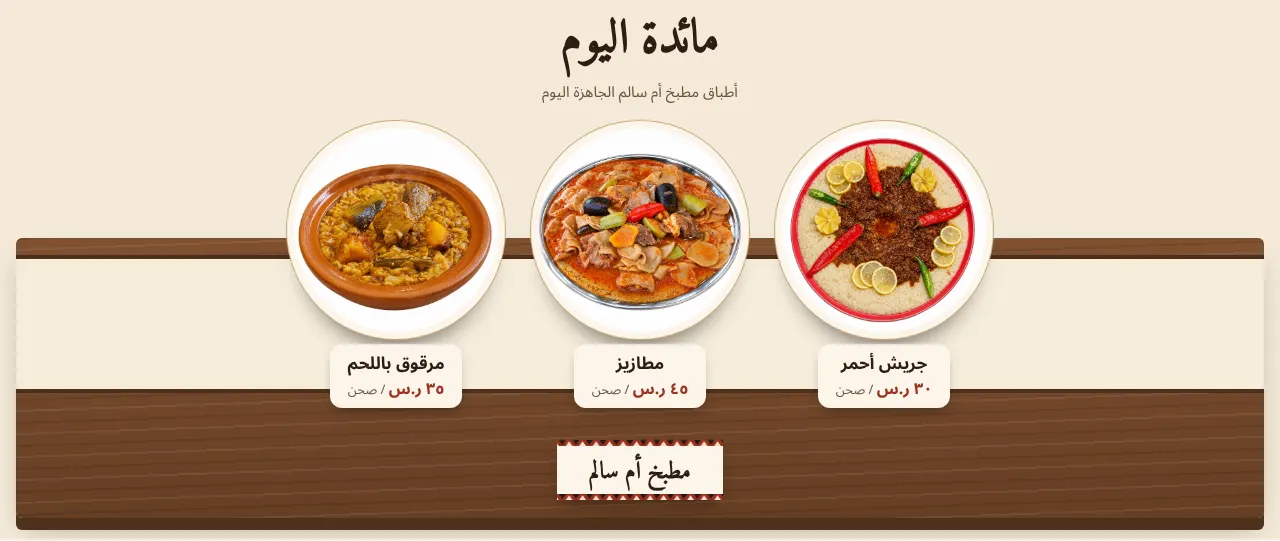 مائدة اليوم
أطباق مطبخ أم سالم الجاهزة اليوم
جريش أحمر
٣٠ ر.س / صحن
مطازيز
٤٥ ر.س / صحن
مرقوق باللحم
٣٥ ر.س / صحن
مطبخ أم سالم